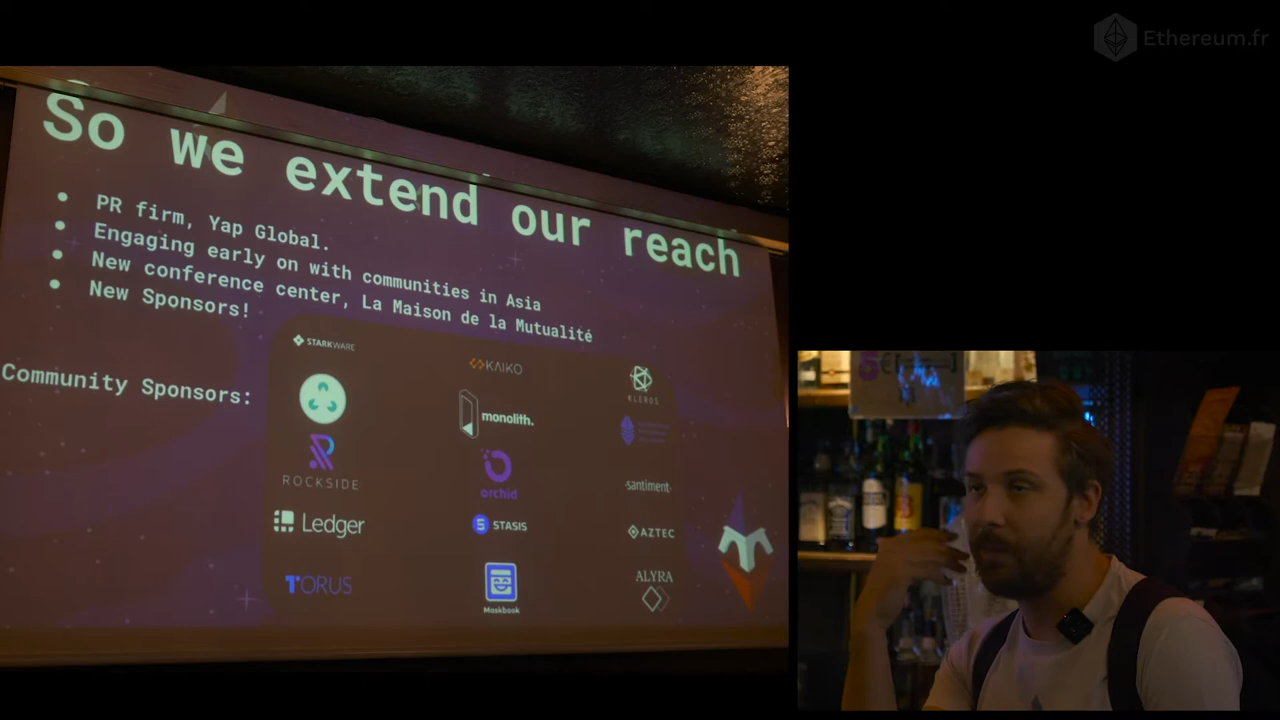 Ethereum.fr
So we extend our reach
PR firm, Yap Global.
Engaging early on with communities in Asia
New conference center, La Maison de la Mutualité
New Sponsors!
Community Sponsors:
STARKWARE
KAIKO
KLEROS
monolith.
ROCKSIDE
orchid
·santiment·
Ledger
STASIS
AZTEC
TORUS
Maskbook
ALYRA